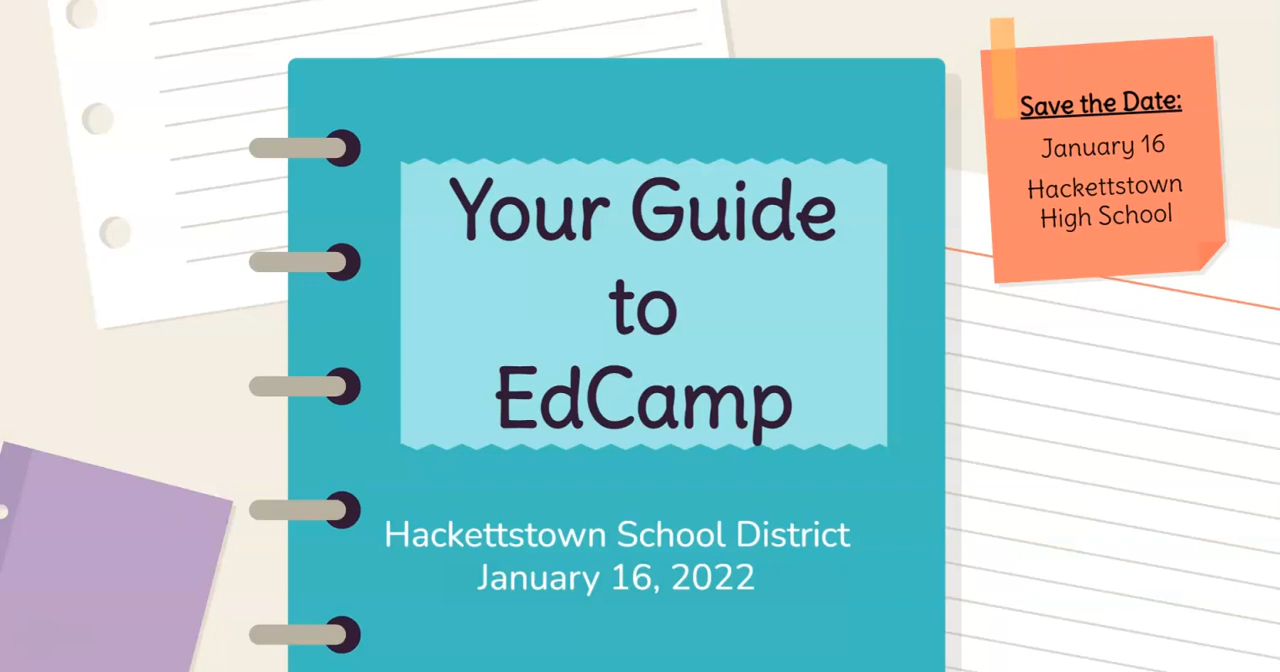 Your Guide
to
EdCamp
Hackettstown School District
January 16, 2022
Save the Date:
January 16
Hackettstown
High School